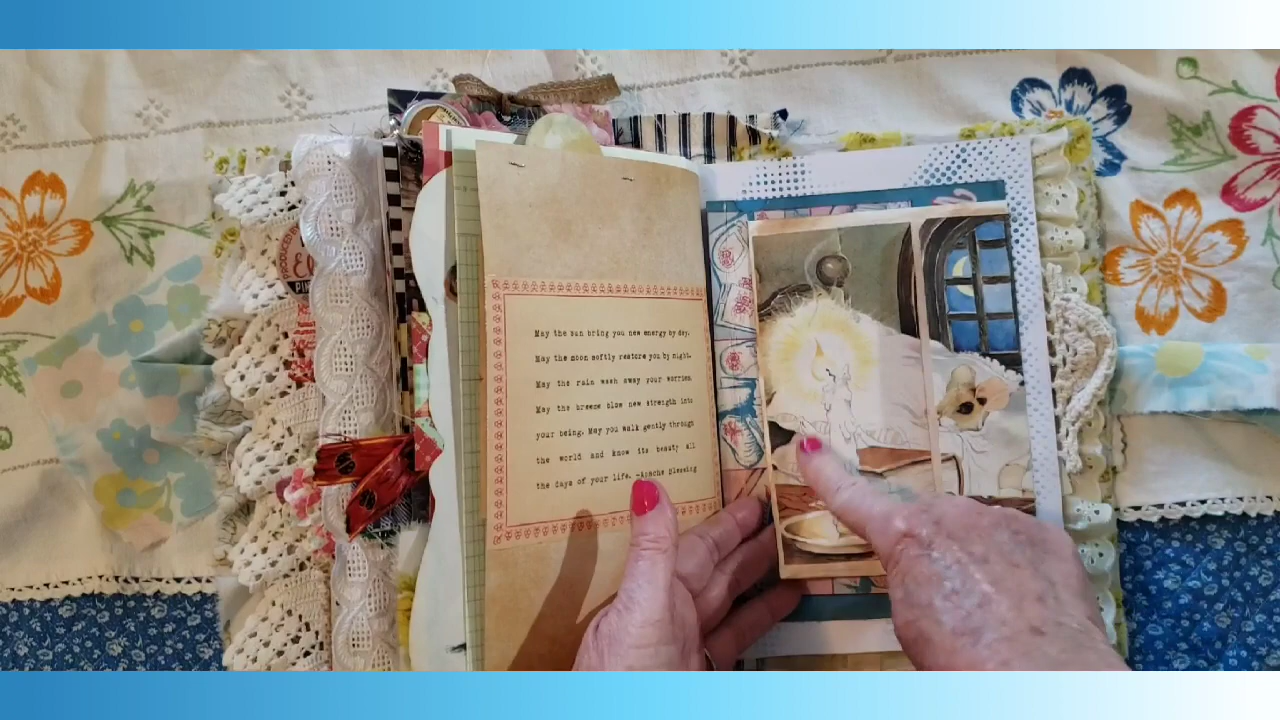 PRODUCE
May the sun bring you new energy by day.
May the moon softly restore you by night.
May the rain wash away your worries
May the breeze blow new strength into
your being. May you walk gently through
the world and know its beauty all
the days of your life. -Apache blessing